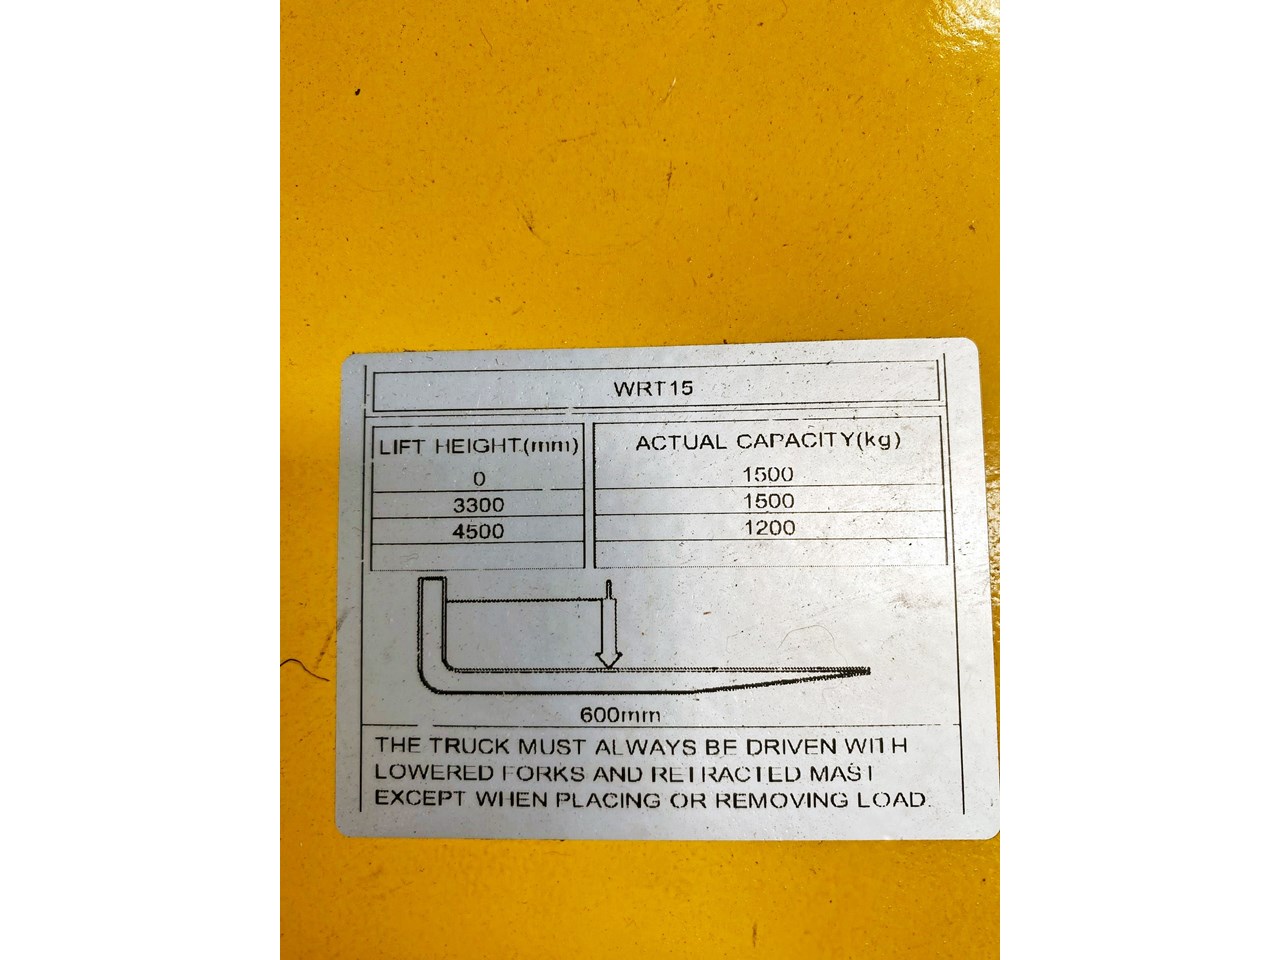 WRT15
LIFT HEIGHT(mm) ACTUAL CAPACITY(kg)
0 1500
3300 1500
4500 1200
600mm
THE TRUCK MUST ALWAYS BE DRIVEN WITH
LOWERED FORKS AND RETRACTED MAST
EXCEPT WHEN PLACING OR REMOVING LOAD.